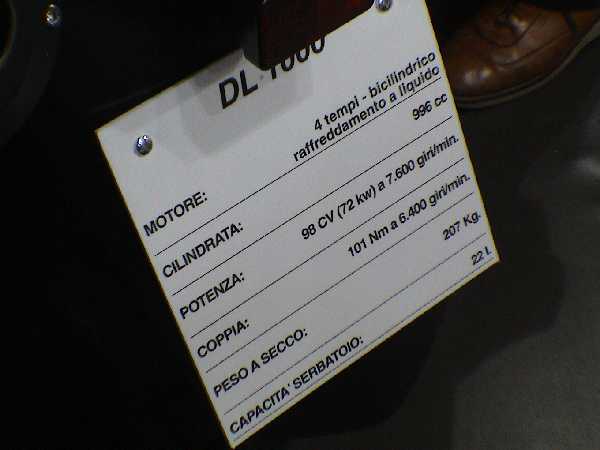 DL 1000
MOTORE: 4 tempi - bicilindrico
raffreddamento a liquido
CILINDRATA: 996 cc
POTENZA: 98 CV (72 kw) a 7.600 giri/min.
COPPIA: 101 Nm a 6.400 giri/min.
PESO A SECCO: 207 Kg.
CAPACITA' SERBATOIO: 22 l.